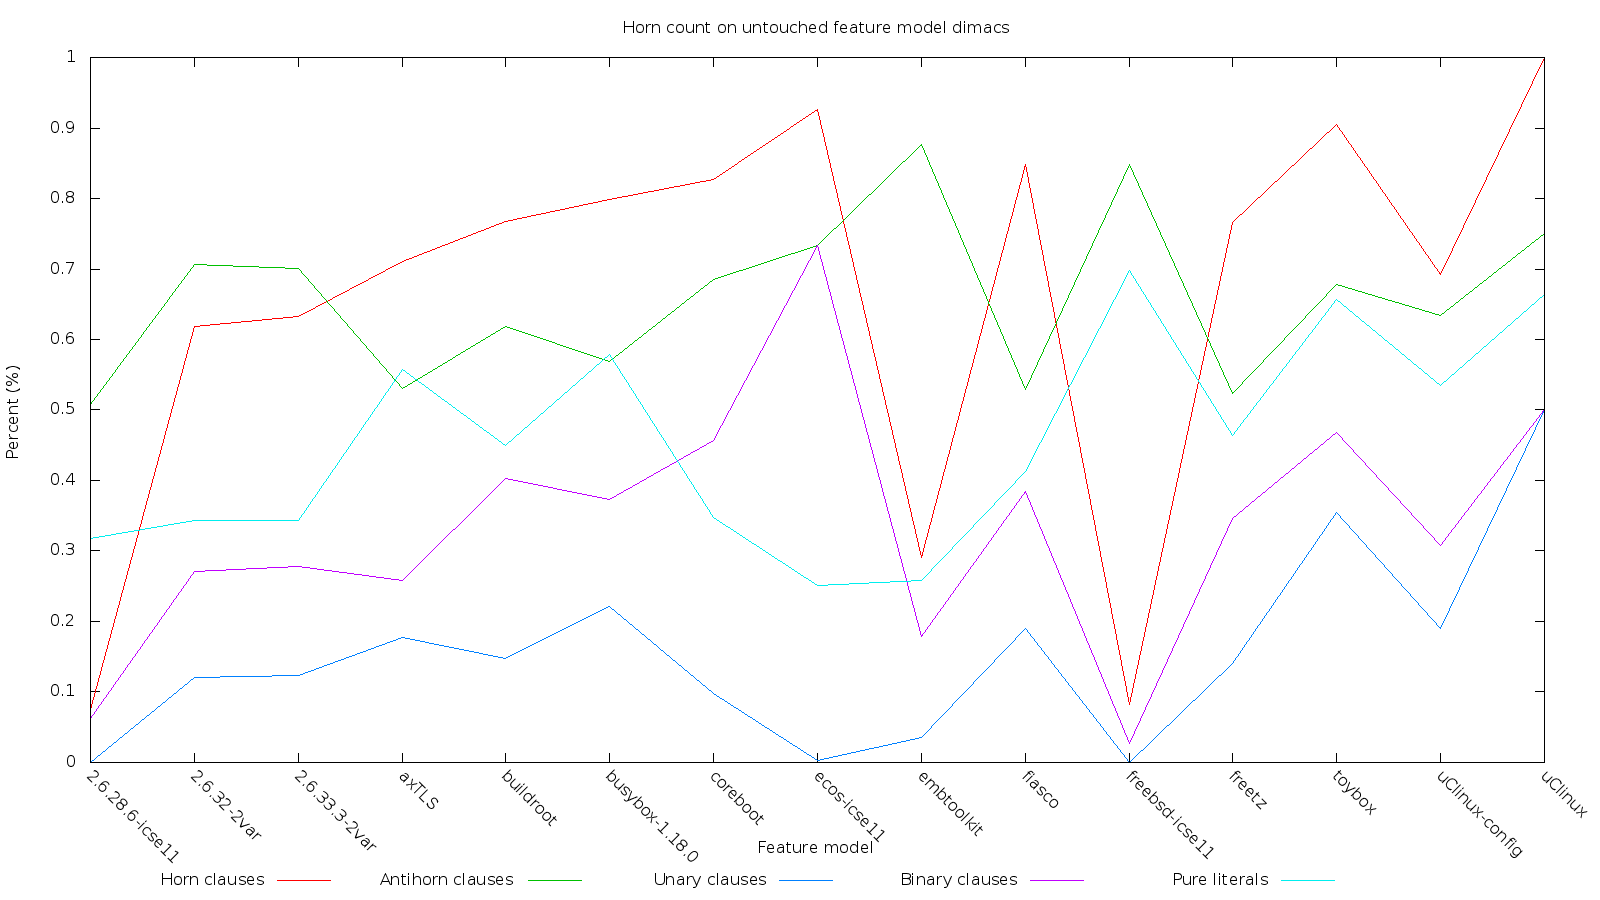 Horn count on untouched feature model dimacs
1
0.9
0.8
0.7
0.6
0.5
0.4
0.3
0.2
0.1
0
Percent (%)
2.6.28.6-icse11
2.6.32-2var
2.6.33.3-2var
axTLS
buildroot
busybox-1.18.0
coreboot
ecos-icse11
embtoolkit
fiasco
freebsd-icse11
freetz
toybox
uClinux-config
uClinux
Feature model
Horn clauses Antihorn clauses Unary clauses Binary clauses Pure literals